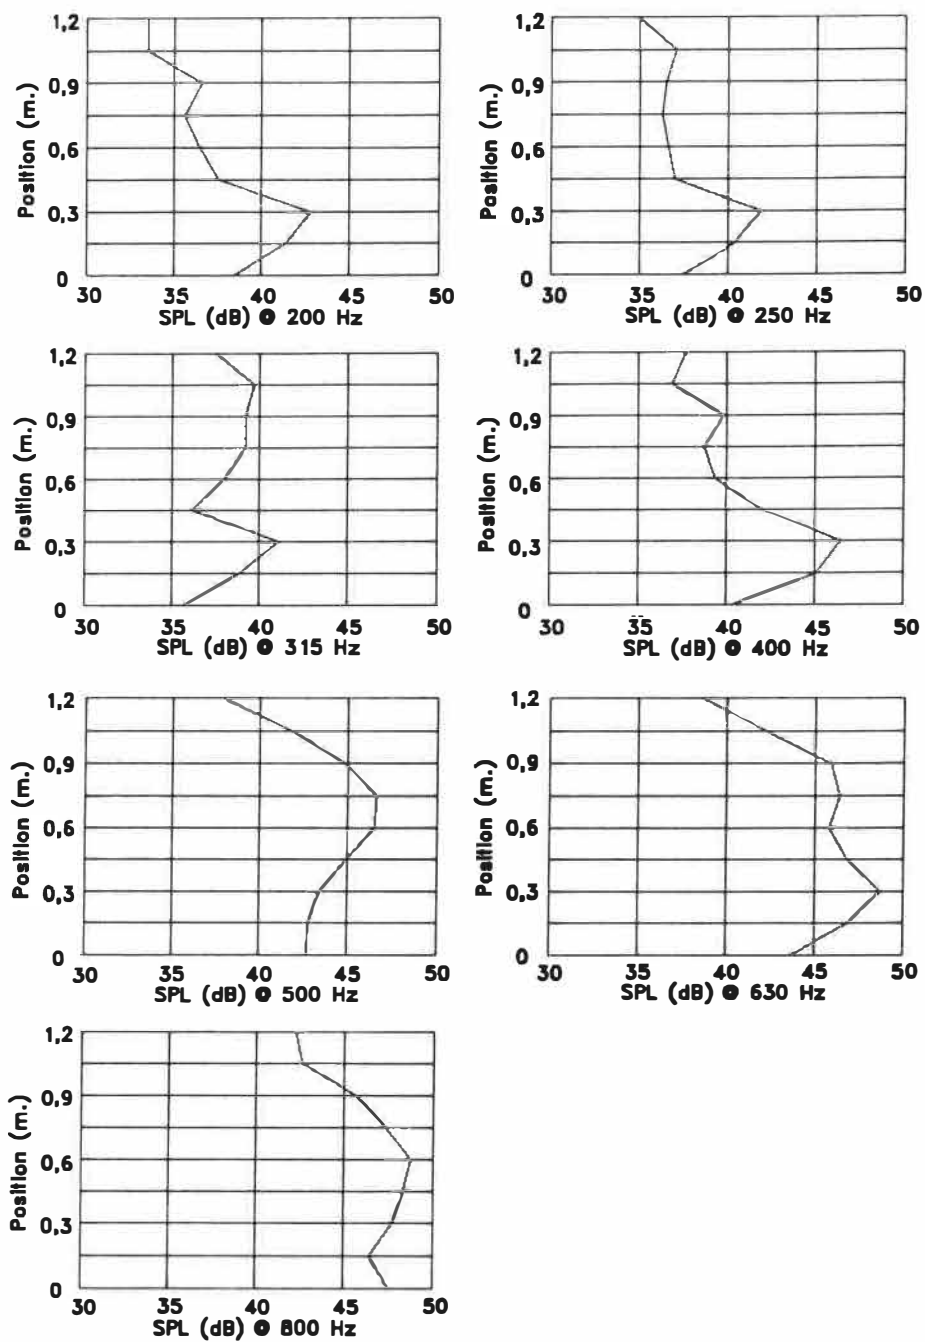 1,2
0,9
0,6
0,3
0
Position (m.)
30 35 40 45 50
SPL (dB) @ 200 Hz
1,2
0,9
0,6
0,3
0
Position (m.)
30 35 40 45 50
SPL (dB) @ 250 Hz
1,2
0,9
0,6
0,3
0
Position (m.)
30 35 40 45 50
SPL (dB) @ 315 Hz
1,2
0,9
0,6
0,3
0
Position (m.)
30 35 40 45 50
SPL (dB) @ 400 Hz
1,2
0,9
0,6
0,3
0
Position (m.)
30 35 40 45 50
SPL (dB) @ 500 Hz
1,2
0,9
0,6
0,3
0
Position (m.)
30 35 40 45 50
SPL (dB) @ 630 Hz
1,2
0,9
0,6
0,3
0
Position (m.)
30 35 40 45 50
SPL (dB) @ 800 Hz